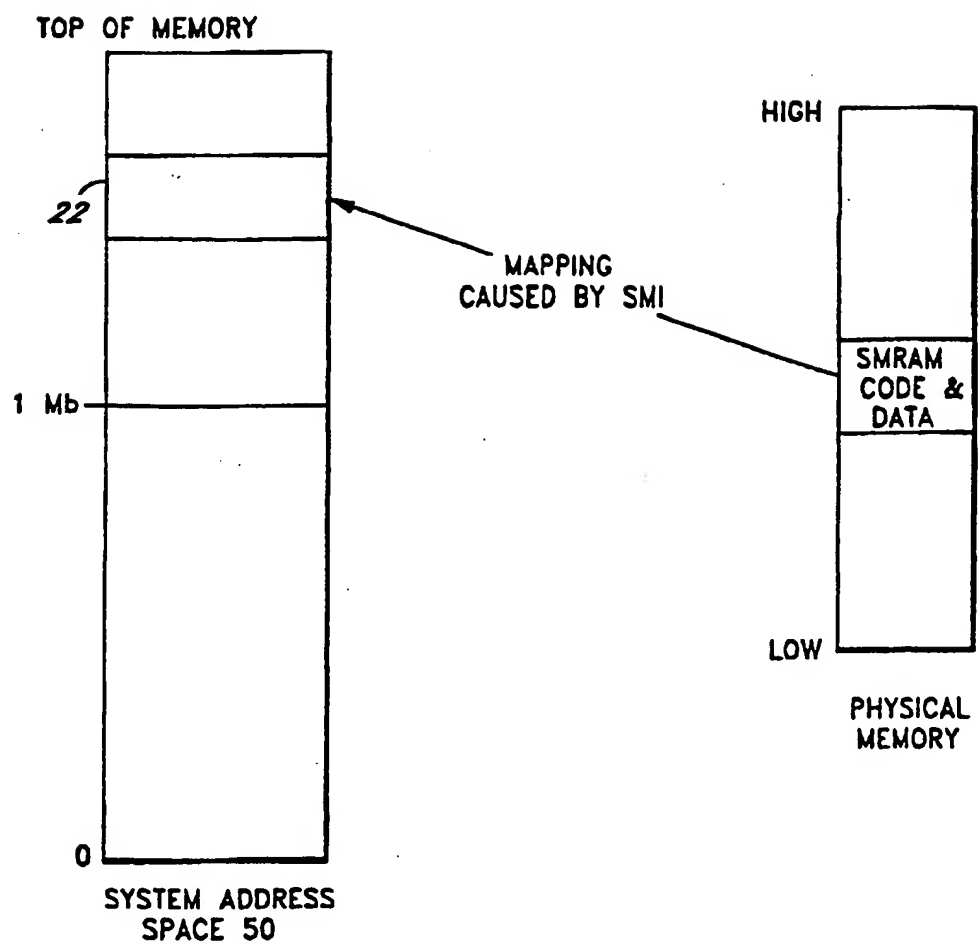 TOP OF MEMORY
22
1 Mb
0
SYSTEM ADDRESS
SPACE 50
MAPPING
CAUSED BY SMI
HIGH
SMRAM
CODE &
DATA
LOW
PHYSICAL
MEMORY